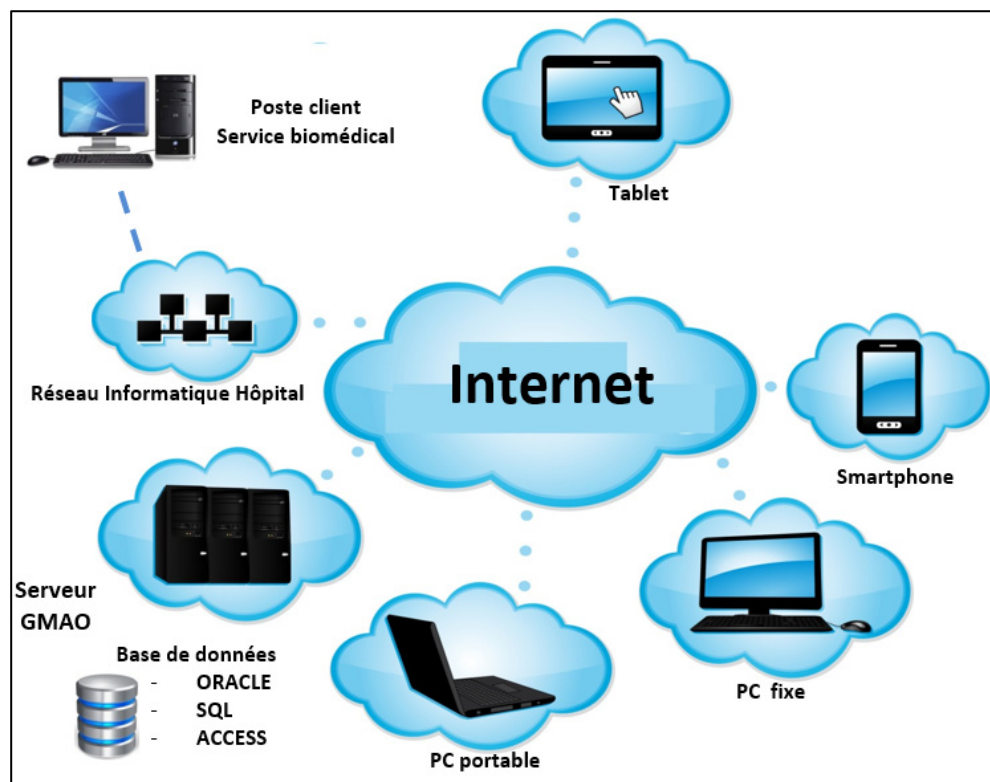 Poste client
Service biomédical
Tablet
Réseau Informatique Hôpital
Internet
Smartphone
Serveur
GMAO
Base de données
- ORACLE
- SQL
- ACCESS
PC fixe
PC portable